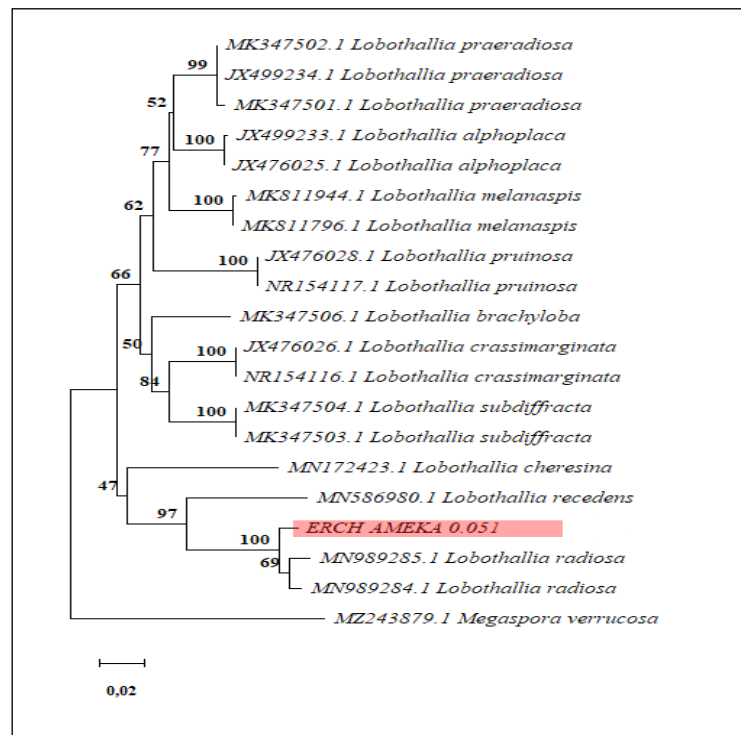 MK347502.1 Lobothallia praeradiosa
99
JX499234.1 Lobothallia praeradiosa
52
MK347501.1 Lobothallia praeradiosa
JX499233.1 Lobothallia alphoplaca
100
77
JX476025.1 Lobothallia alphoplaca
MK811944.1 Lobothallia melanaspis
100
62
MK811796.1 Lobothallia melanaspis
JX476028.1 Lobothallia pruinosa
100
66
NR154117.1 Lobothallia pruinosa
MK347506.1 Lobothallia brachyloba
50
JX476026.1 Lobothallia crassimarginata
100
84
NR154116.1 Lobothallia crassimarginata
MK347504.1 Lobothallia subdiffracta
100
MK347503.1 Lobothallia subdiffracta
MN172423.1 Lobothallia cheresina
47
MN586980.1 Lobothallia recedens
97
ERCH AMEKA 0.051
100
MN989285.1 Lobothallia radiosa
69
MN989284.1 Lobothallia radiosa
MZ243879.1 Megaspora verrucosa
0,02